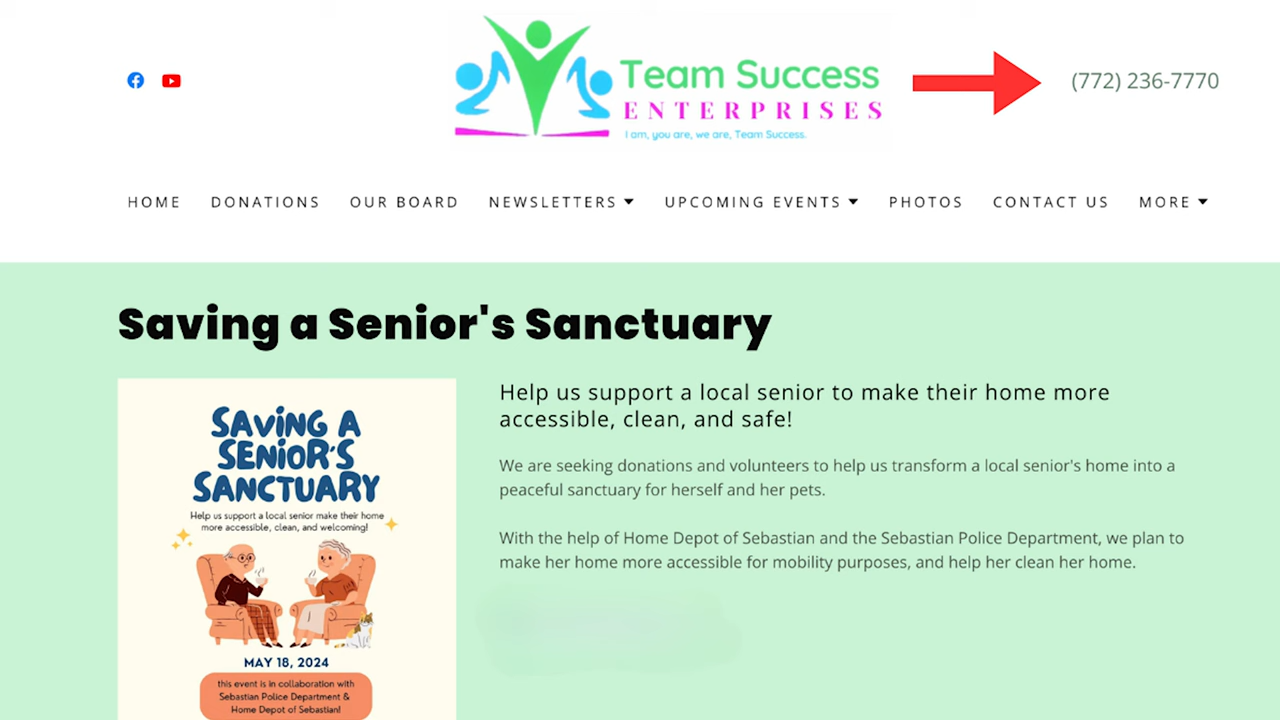 Team Success
ENTERPRISES
I am, you are, we are, Team Success.
(772) 236-7770
HOME DONATIONS OUR BOARD NEWSLETTERS UPCOMING EVENTS PHOTOS CONTACT US MORE
Saving a Senior's Sanctuary
SAVING A
SENIOR'S
SANCTUARY
Help us support a local senior make their home
more accessible, clean, and welcoming!
MAY 18, 2024
this event is in collaboration with
Sebastian Police Department &
Home Depot of Sebastian!
Help us support a local senior to make their home more
accessible, clean, and safe!
We are seeking donations and volunteers to help us transform a local senior's home into a
peaceful sanctuary for herself and her pets.
With the help of Home Depot of Sebastian and the Sebastian Police Department, we plan to
make her home more accessible for mobility purposes, and help her clean her home.